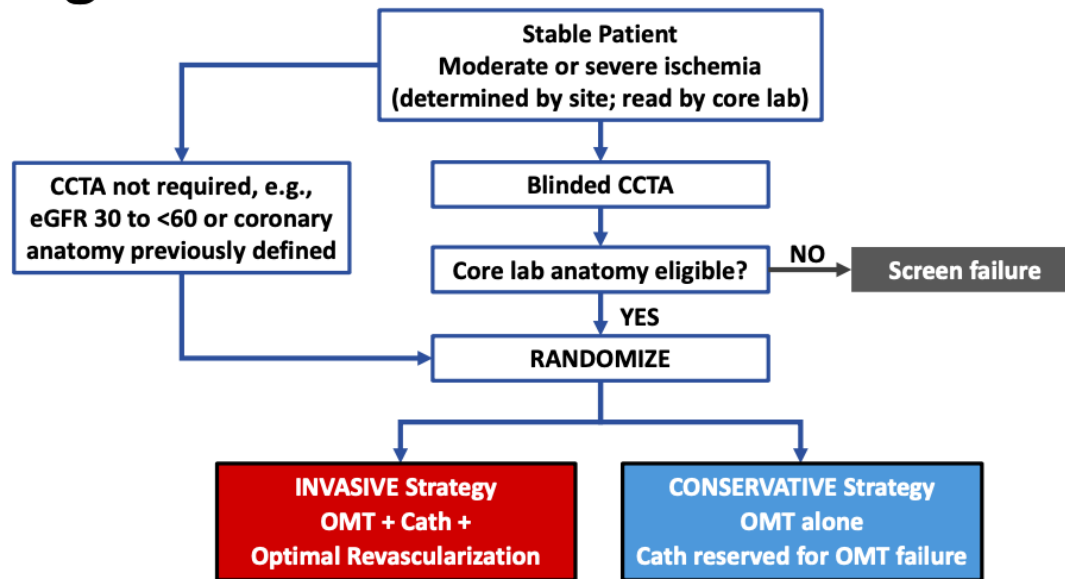 Stable Patient
Moderate or severe ischemia
(determined by site; read by core lab)
CCTA not required, e.g.,
eGFR 30 to <60 or coronary
anatomy previously defined
Blinded CCTA
Core lab anatomy eligible?
NO
Screen failure
YES
RANDOMIZE
INVASIVE Strategy
OMT + Cath +
Optimal Revascularization
CONSERVATIVE Strategy
OMT alone
Cath reserved for OMT failure